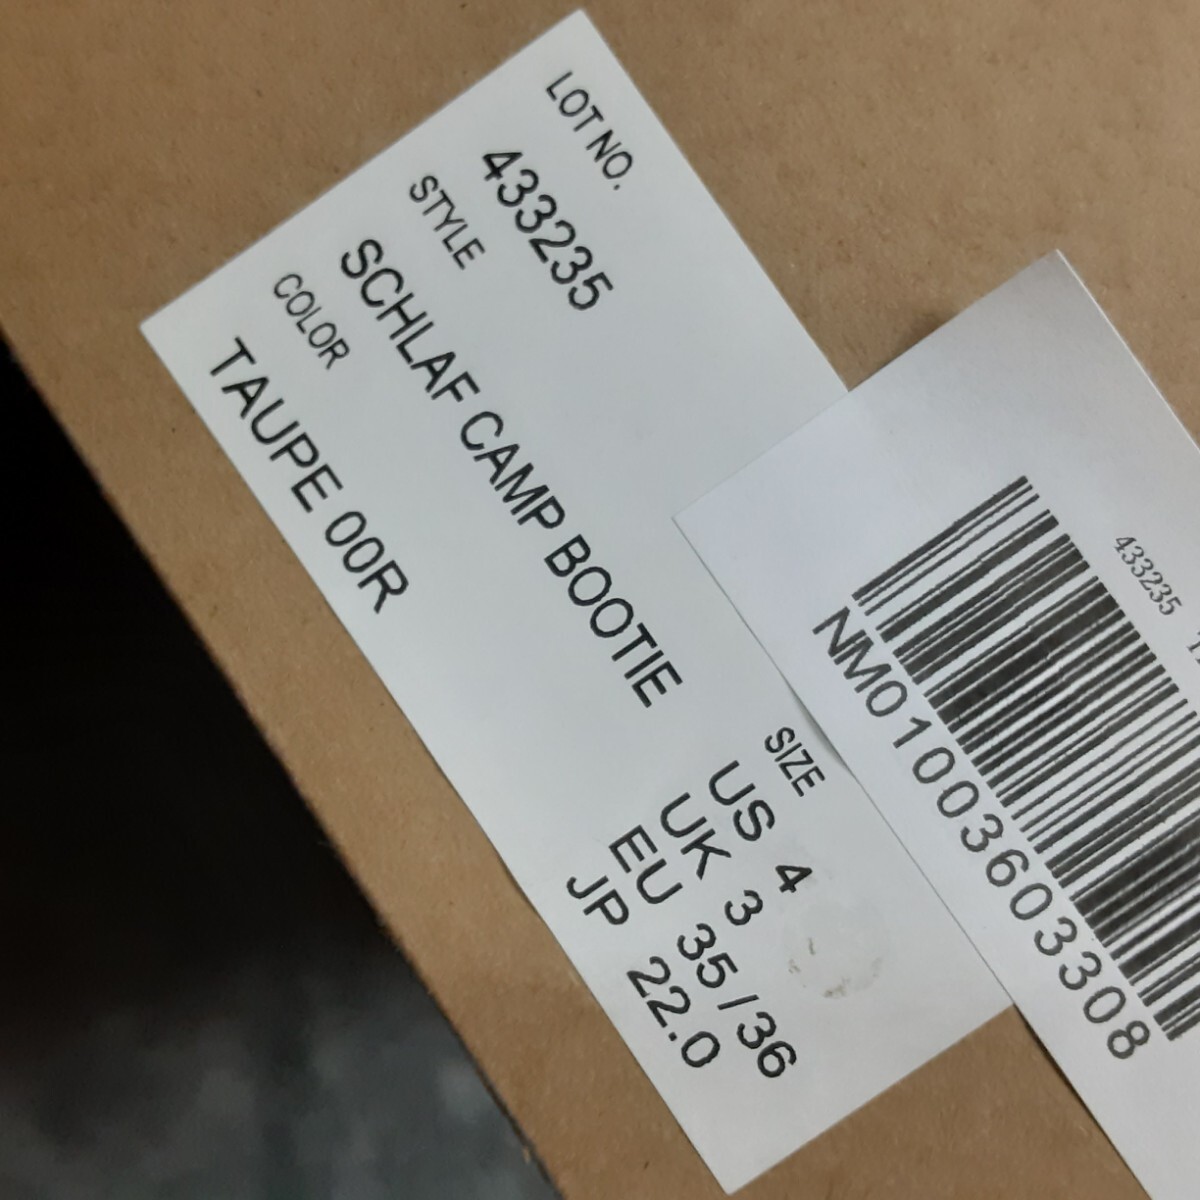 LOT NO.
433235
STYLE
SCHLAF CAMP BOOTIE
COLOR
TAUPE 00R
SIZE
US 4
UK 3
EU 35/36
JP 22.0
433235
NM01003603308